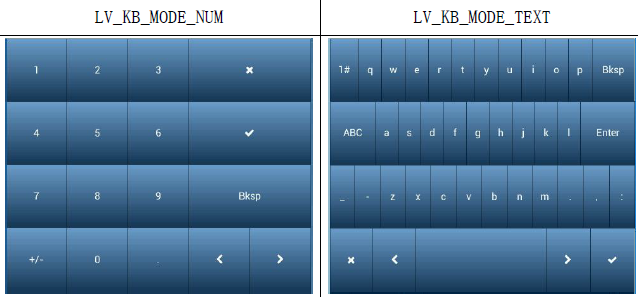 LV_KB_MODE_NUM
LV_KB_MODE_TEXT
1 2 3 ✖
4 5 6 ✔
7 8 9 Bksp
+/- 0 . < >
1# q w e r t y u i o p Bksp
ABC a s d f g h j k l Enter
_ - z x c v b n m . , :
✖ < > ✔